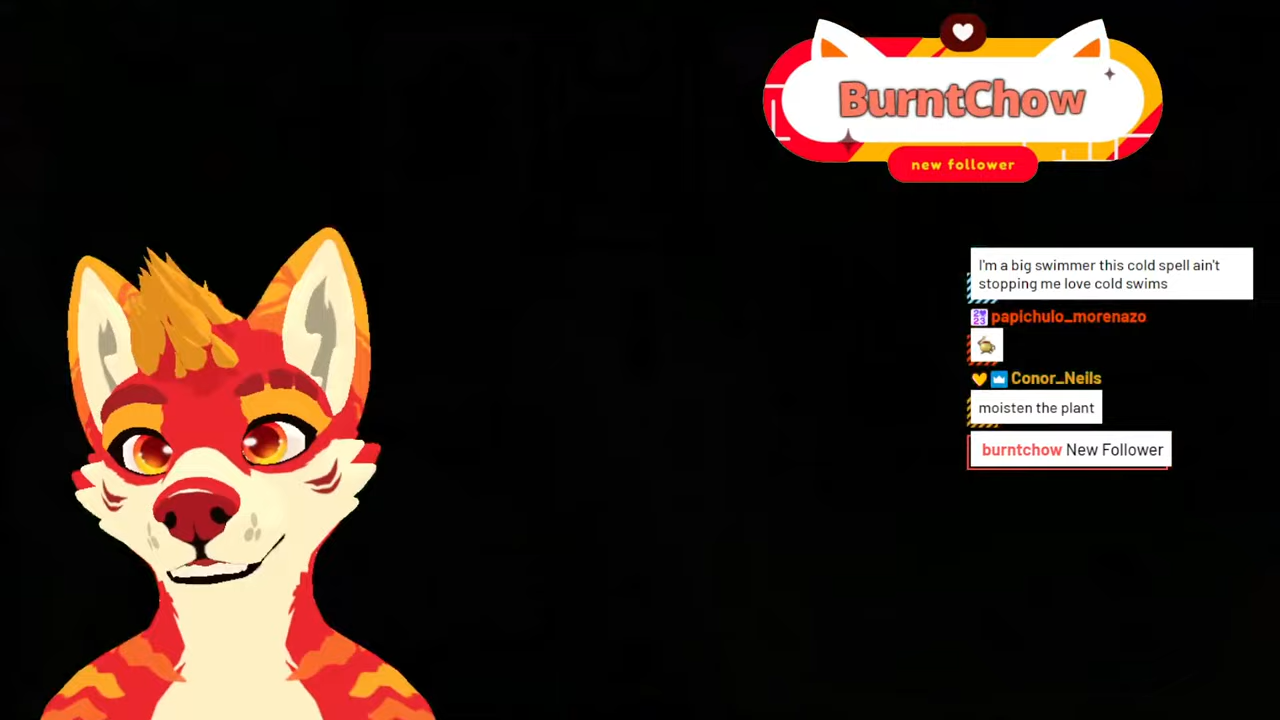 BurntChow
new follower
I'm a big swimmer this cold spell ain't
stopping me love cold swims
papichulo_morenazo
Conor_Neils
moisten the plant
burntchow New Follower